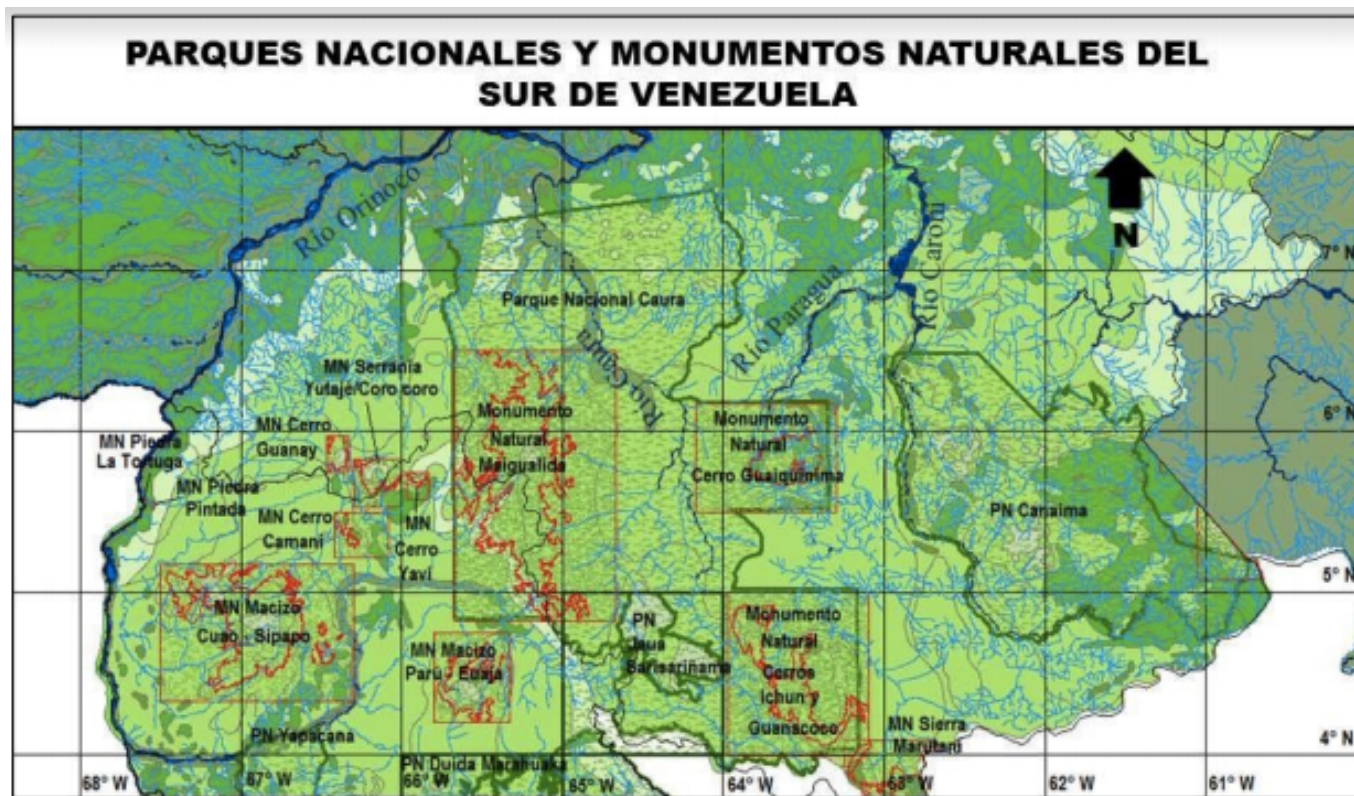 PARQUES NACIONALES Y MONUMENTOS NATURALES DEL
SUR DE VENEZUELA
N
Río Orinoco
Río Caroni
7° N
Parque Nacional Caura
Río Paragua
Río Caura
MN Serrania
Yutajé/Coro coro
MN Cerro
Guanay
Monumento
Natural
Maigualida
Monumento
Natural
Cerro Guaiquinima
6° N
MN Piedra
La Tortuga
MN Piedra
Pintada
MN Cerro
Camani
MN
Cerro
Yaví
PN Canaima
5° N
MN Macizo
Cuao - Sipapo
MN Macizo
Parú - Euaja
PN
Jaua
Barisariñama
Monumento
Natural
Cerros
Ichun y
Guanacoco
MN Sierra
Marutani
PN Yapacana
PN Duida Marahuaka
4° N
68° W
67° W
66° W
65° W
64° W
63° W
62° W
61° W